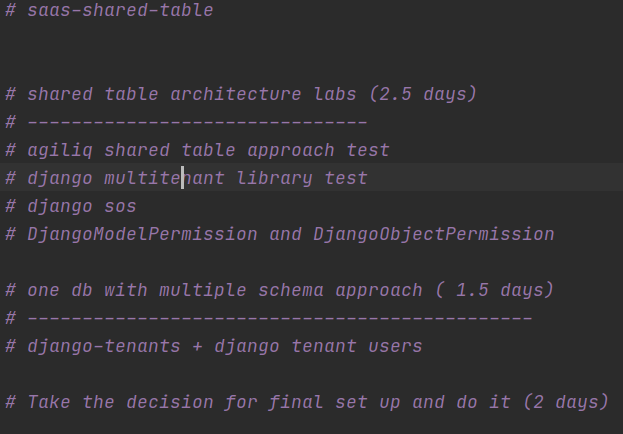 # saas-shared-table
# shared table architecture labs (2.5 days)
# -------------------------------
# agiliq shared table approach test
# django multitenant library test
# django sos
# DjangoModelPermission and DjangoObjectPermission
# one db with multiple schema approach ( 1.5 days)
# ----------------------------------------------
# django-tenants + django tenant users
# Take the decision for final set up and do it (2 days)